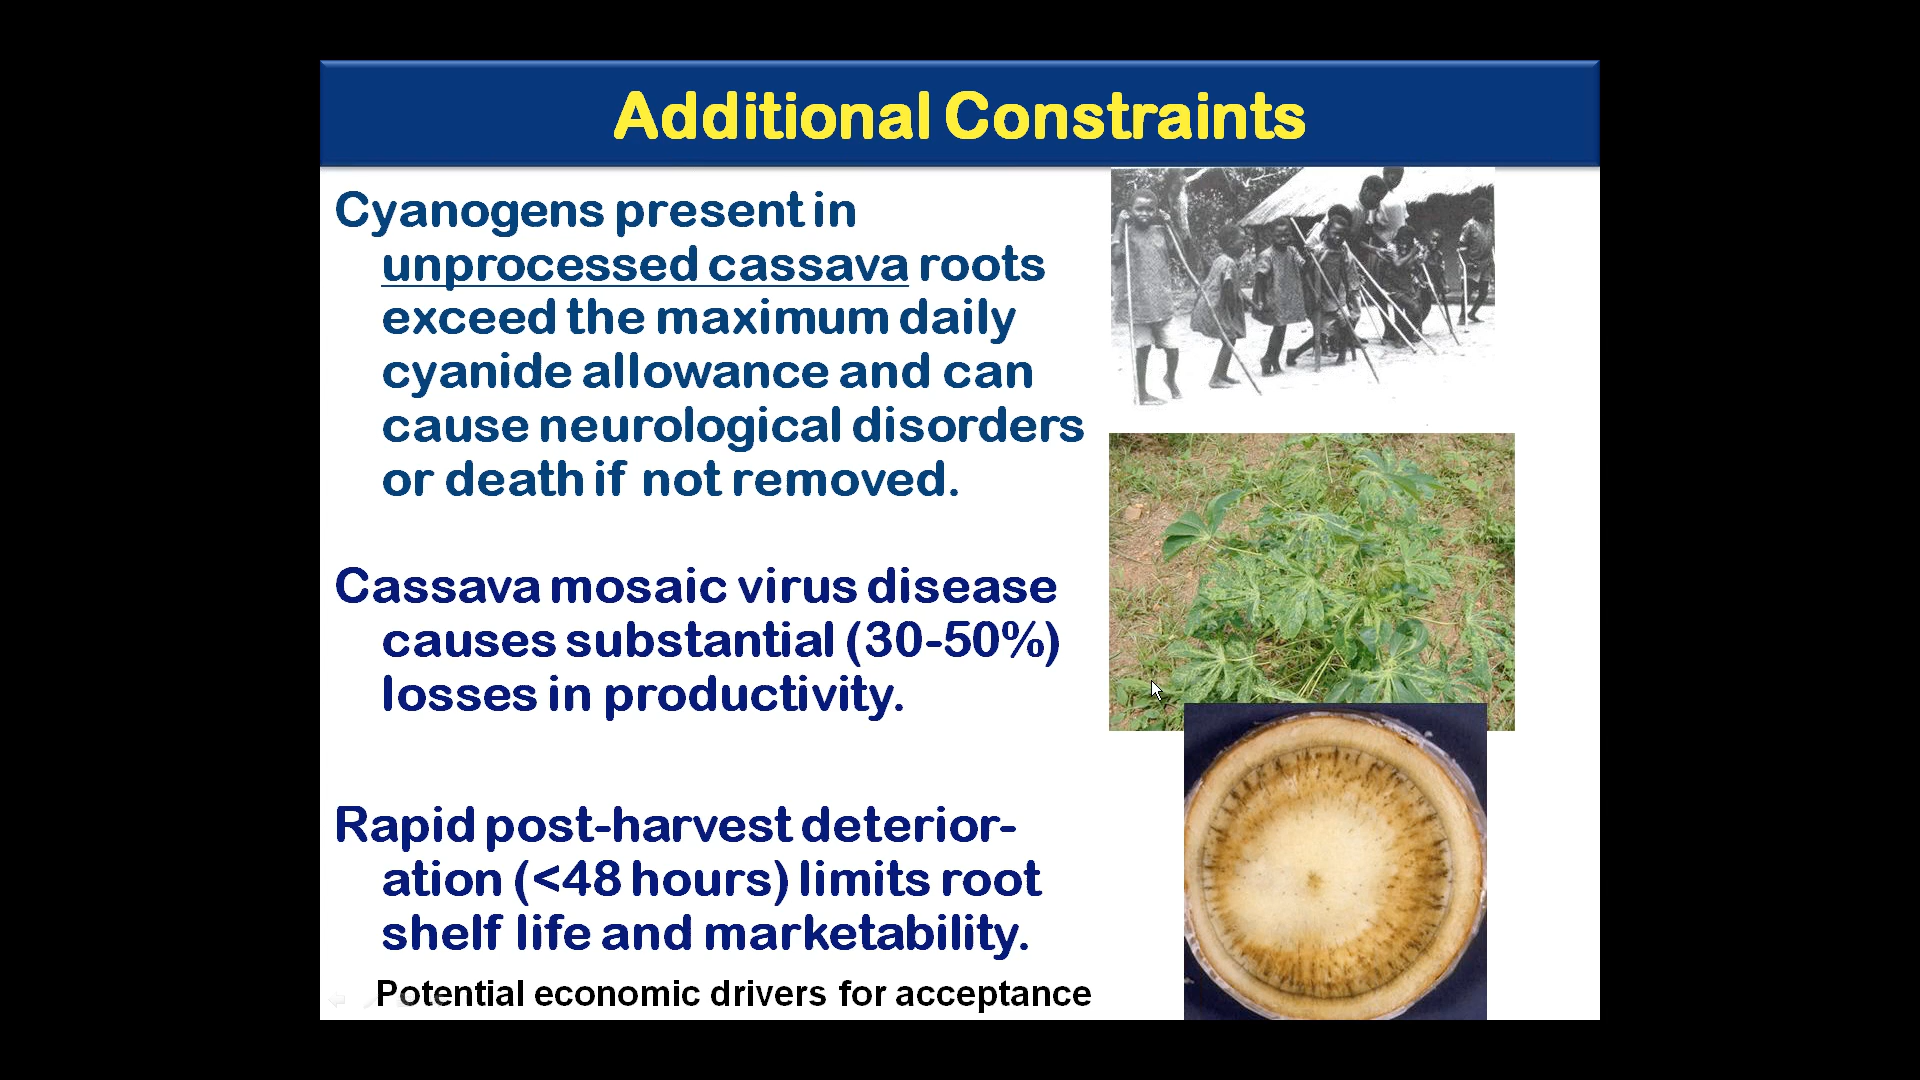 Additional Constraints
Cyanogens present in
unprocessed cassava roots
exceed the maximum daily
cyanide allowance and can
cause neurological disorders
or death if not removed.
Cassava mosaic virus disease
causes substantial (30-50%)
losses in productivity.
Rapid post-harvest deterior-
ation (<48 hours) limits root
shelf life and marketability.
Potential economic drivers for acceptance